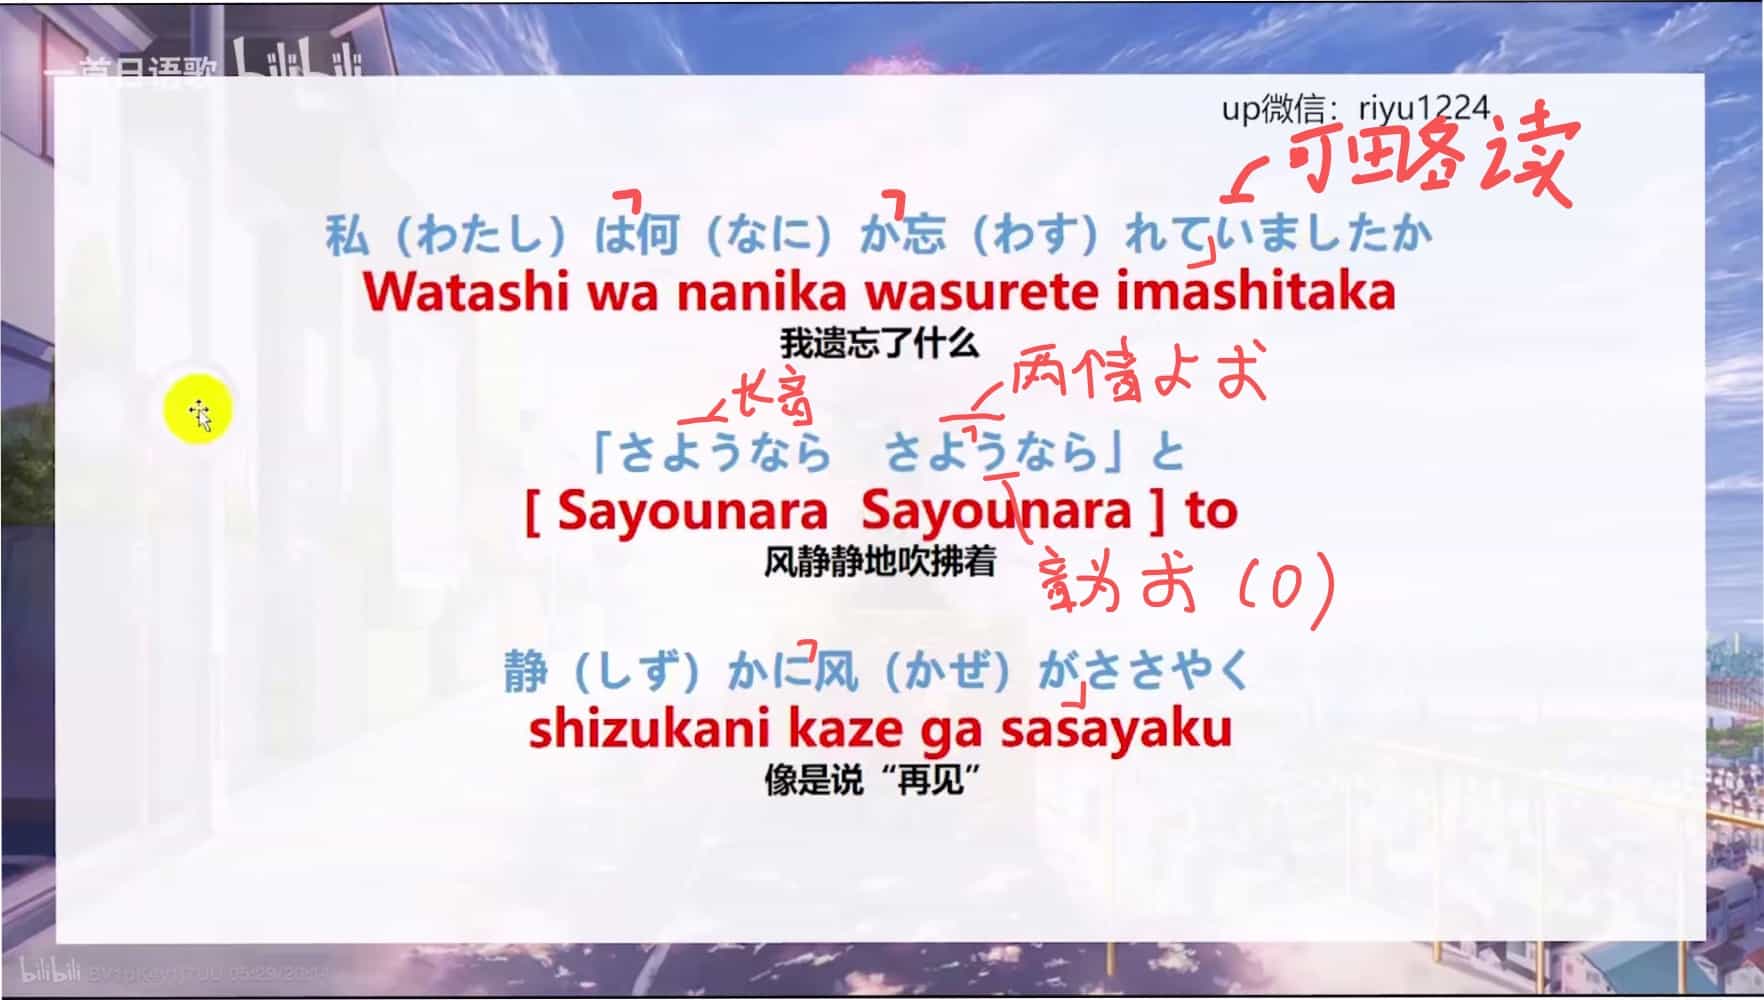 一首日语歌 bilibili
up微信：riyu1224
可略读
私（わたし）は何（なに）か忘（わす）れていましたか
Watashi wa nanika wasurete imashitaka
我遗忘了什么
长音
两情よお
「さようなら さようなら」と
[ Sayounara Sayounara ] to
风静静地吹拂着
音为お（o）
静（しず）かに风（かぜ）がささやく
shizukani kaze ga sasayaku
像是说“再见”
bilibili